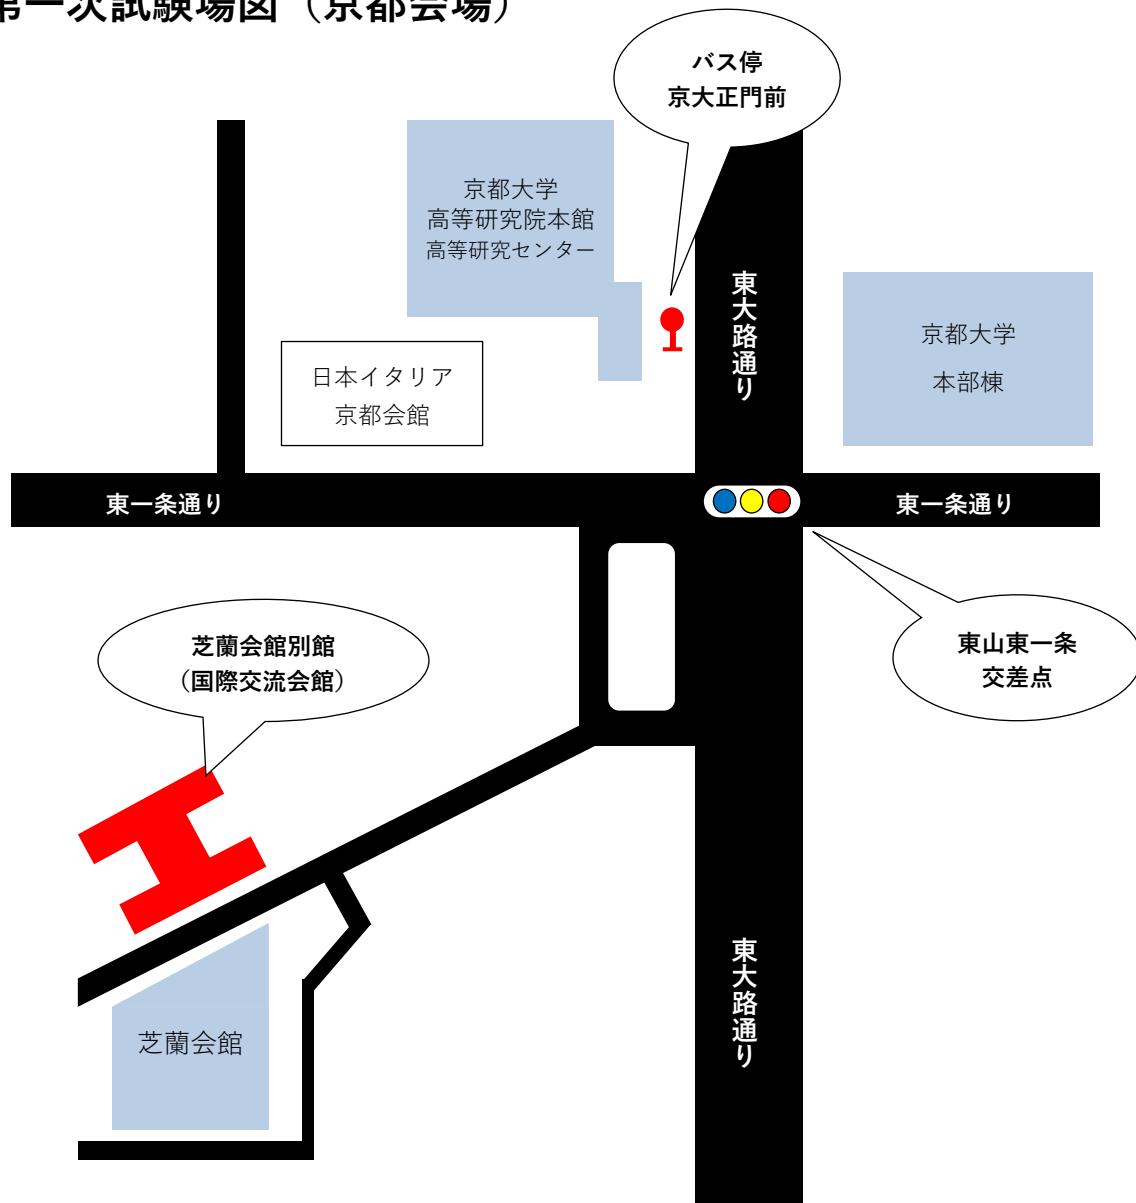 第一次試験場図（京都会場）
バス停
京大正門前
京都大学
高等研究院本館
高等研究センター
東大路通り
京都大学
本部棟
日本イタリア
京都会館
東一条通り
東一条通り
芝蘭会館別館
（国際交流会館）
東山東一条
交差点
東大路通り
芝蘭会館